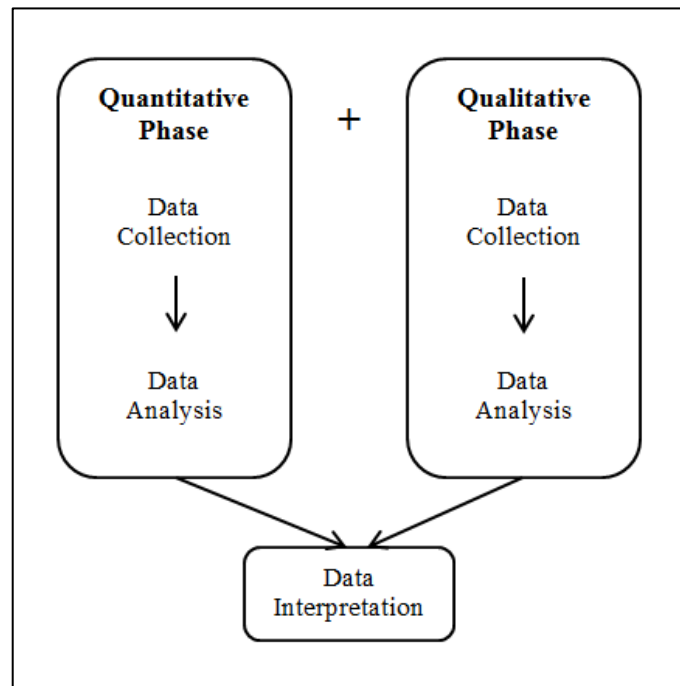 Quantitative
Phase
Data
Collection
Data
Analysis
+
Qualitative
Phase
Data
Collection
Data
Analysis
Data
Interpretation